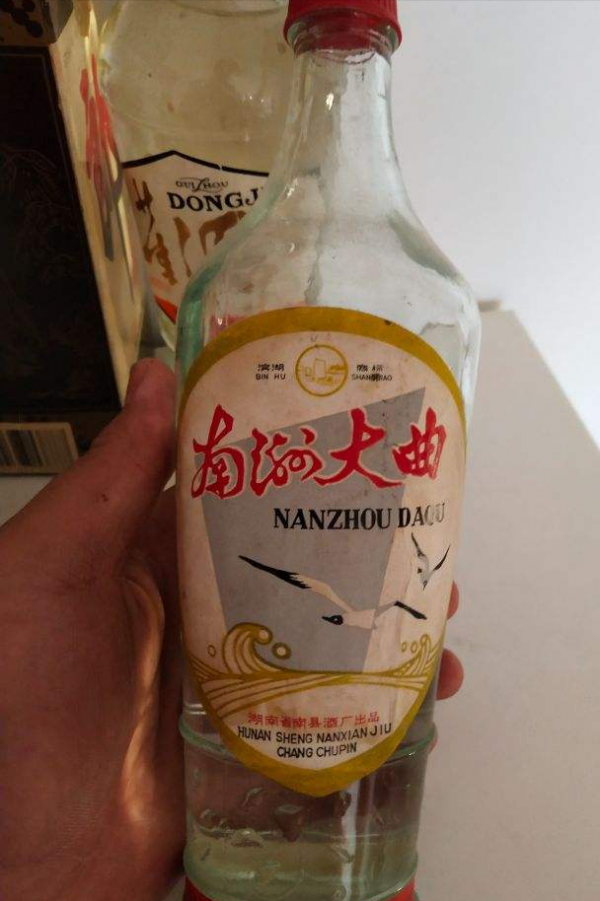 GUIZHOU
DONGJ
滨湖 商标
BIN HU SHANGBIAO
南洲大曲
NANZHOU DAQU
湖南省南县酒厂出品
HUNAN SHENG NANXIAN JIU
CHANG CHUPIN